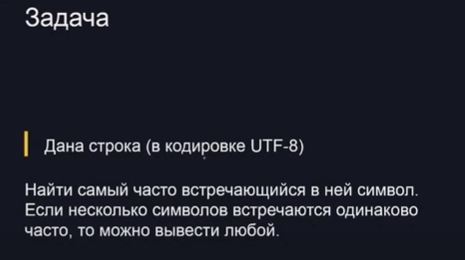 Задача
Дана строка (в кодировке UTF-8)
Найти самый часто встречающийся в ней символ.
Если несколько символов встречаются одинаково
часто, то можно вывести любой.